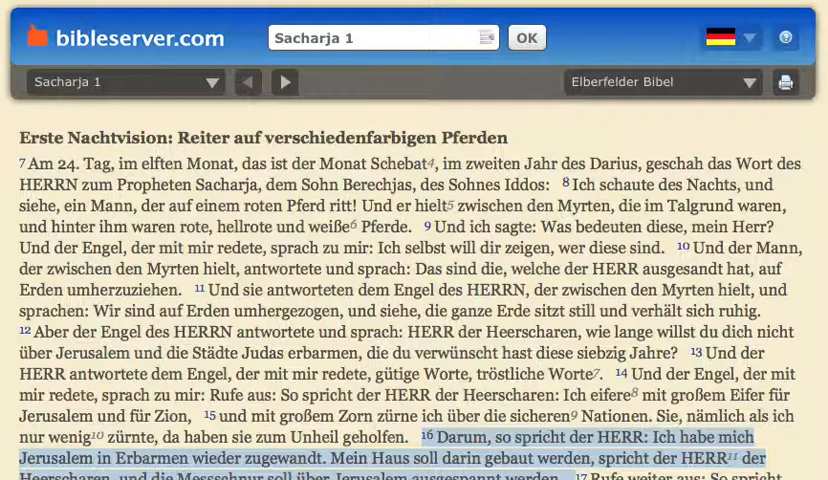 bibleserver.com Sacharja 1 OK
Sacharja 1 Elberfelder Bibel
Erste Nachtvision: Reiter auf verschiedenfarbigen Pferden
7 Am 24. Tag, im elften Monat, das ist der Monat Schebat4, im zweiten Jahr des Darius, geschah das Wort des
HERRN zum Propheten Sacharja, dem Sohn Berechjas, des Sohnes Iddos: 8 Ich schaute des Nachts, und
siehe, ein Mann, der auf einem roten Pferd ritt! Und er hielt5 zwischen den Myrten, die im Talgrund waren,
und hinter ihm waren rote, hellrote und weiße6 Pferde. 9 Und ich sagte: Was bedeuten diese, mein Herr?
Und der Engel, der mit mir redete, sprach zu mir: Ich selbst will dir zeigen, wer diese sind. 10 Und der Mann,
der zwischen den Myrten hielt, antwortete und sprach: Das sind die, welche der HERR ausgesandt hat, auf
Erden umherzuziehen. 11 Und sie antworteten dem Engel des HERRN, der zwischen den Myrten hielt, und
sprachen: Wir sind auf Erden umhergezogen, und siehe, die ganze Erde sitzt still und verhält sich ruhig.
12 Aber der Engel des HERRN antwortete und sprach: HERR der Heerscharen, wie lange willst du dich nicht
über Jerusalem und die Städte Judas erbarmen, die du verwünscht hast diese siebzig Jahre? 13 Und der
HERR antwortete dem Engel, der mit mir redete, gütige Worte, tröstliche Worte7. 14 Und der Engel, der mit
mir redete, sprach zu mir: Rufe aus: So spricht der HERR der Heerscharen: Ich eifere8 mit großem Eifer für
Jerusalem und für Zion, 15 und mit großem Zorn zürne ich über die sicheren9 Nationen. Sie, nämlich als ich
nur wenig10 zürnte, da haben sie zum Unheil geholfen. 16 Darum, so spricht der HERR: Ich habe mich
Jerusalem in Erbarmen wieder zugewandt. Mein Haus soll darin gebaut werden, spricht der HERR11 der
Heerscharen, und die Messschnur soll über Jerusalem ausgespannt werden. 17 Rufe weiter aus: So spricht